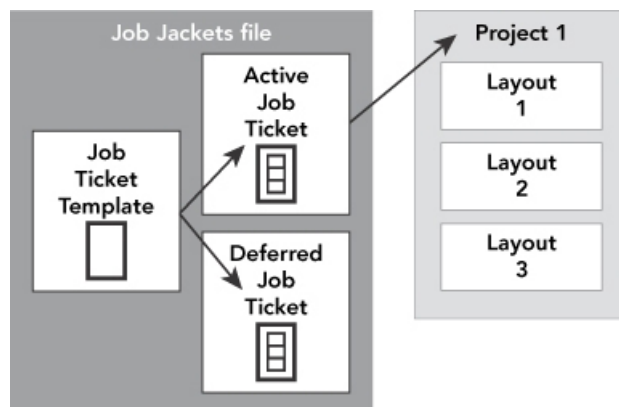 Job Jackets file
Job
Ticket
Template
Active
Job
Ticket
Deferred
Job
Ticket
Project 1
Layout
1
Layout
2
Layout
3